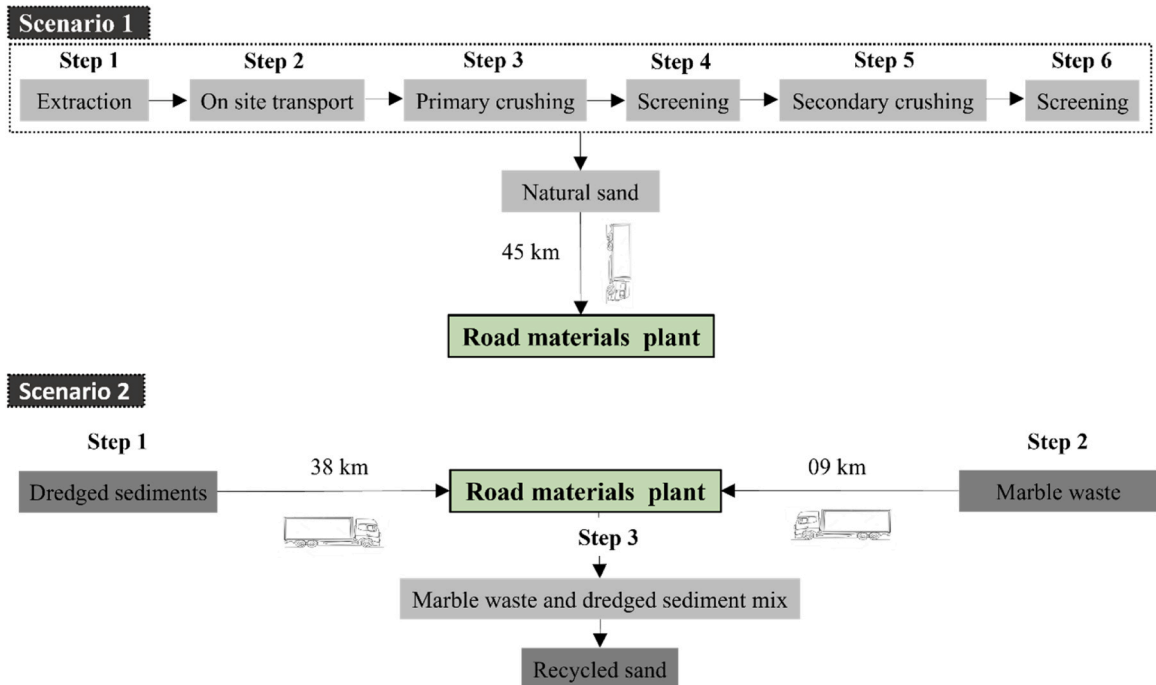 Scenario 1
Step 1 Step 2 Step 3 Step 4 Step 5 Step 6
Extraction On site transport Primary crushing Screening Secondary crushing Screening
Natural sand
45 km
Road materials plant
Scenario 2
Step 1 Step 2
38 km 09 km
Dredged sediments Road materials plant Marble waste
Step 3
Marble waste and dredged sediment mix
Recycled sand